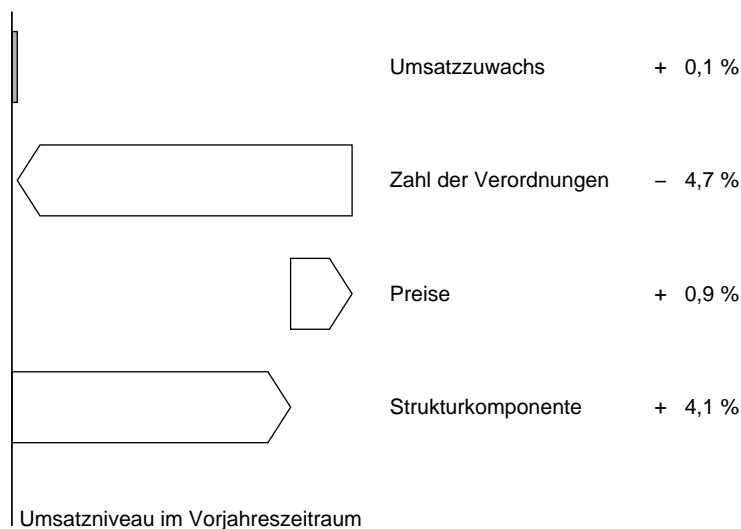 Umsatzzuwachs + 0,1 %
Zahl der Verordnungen – 4,7 %
Preise + 0,9 %
Strukturkomponente + 4,1 %
Umsatzniveau im Vorjahreszeitraum